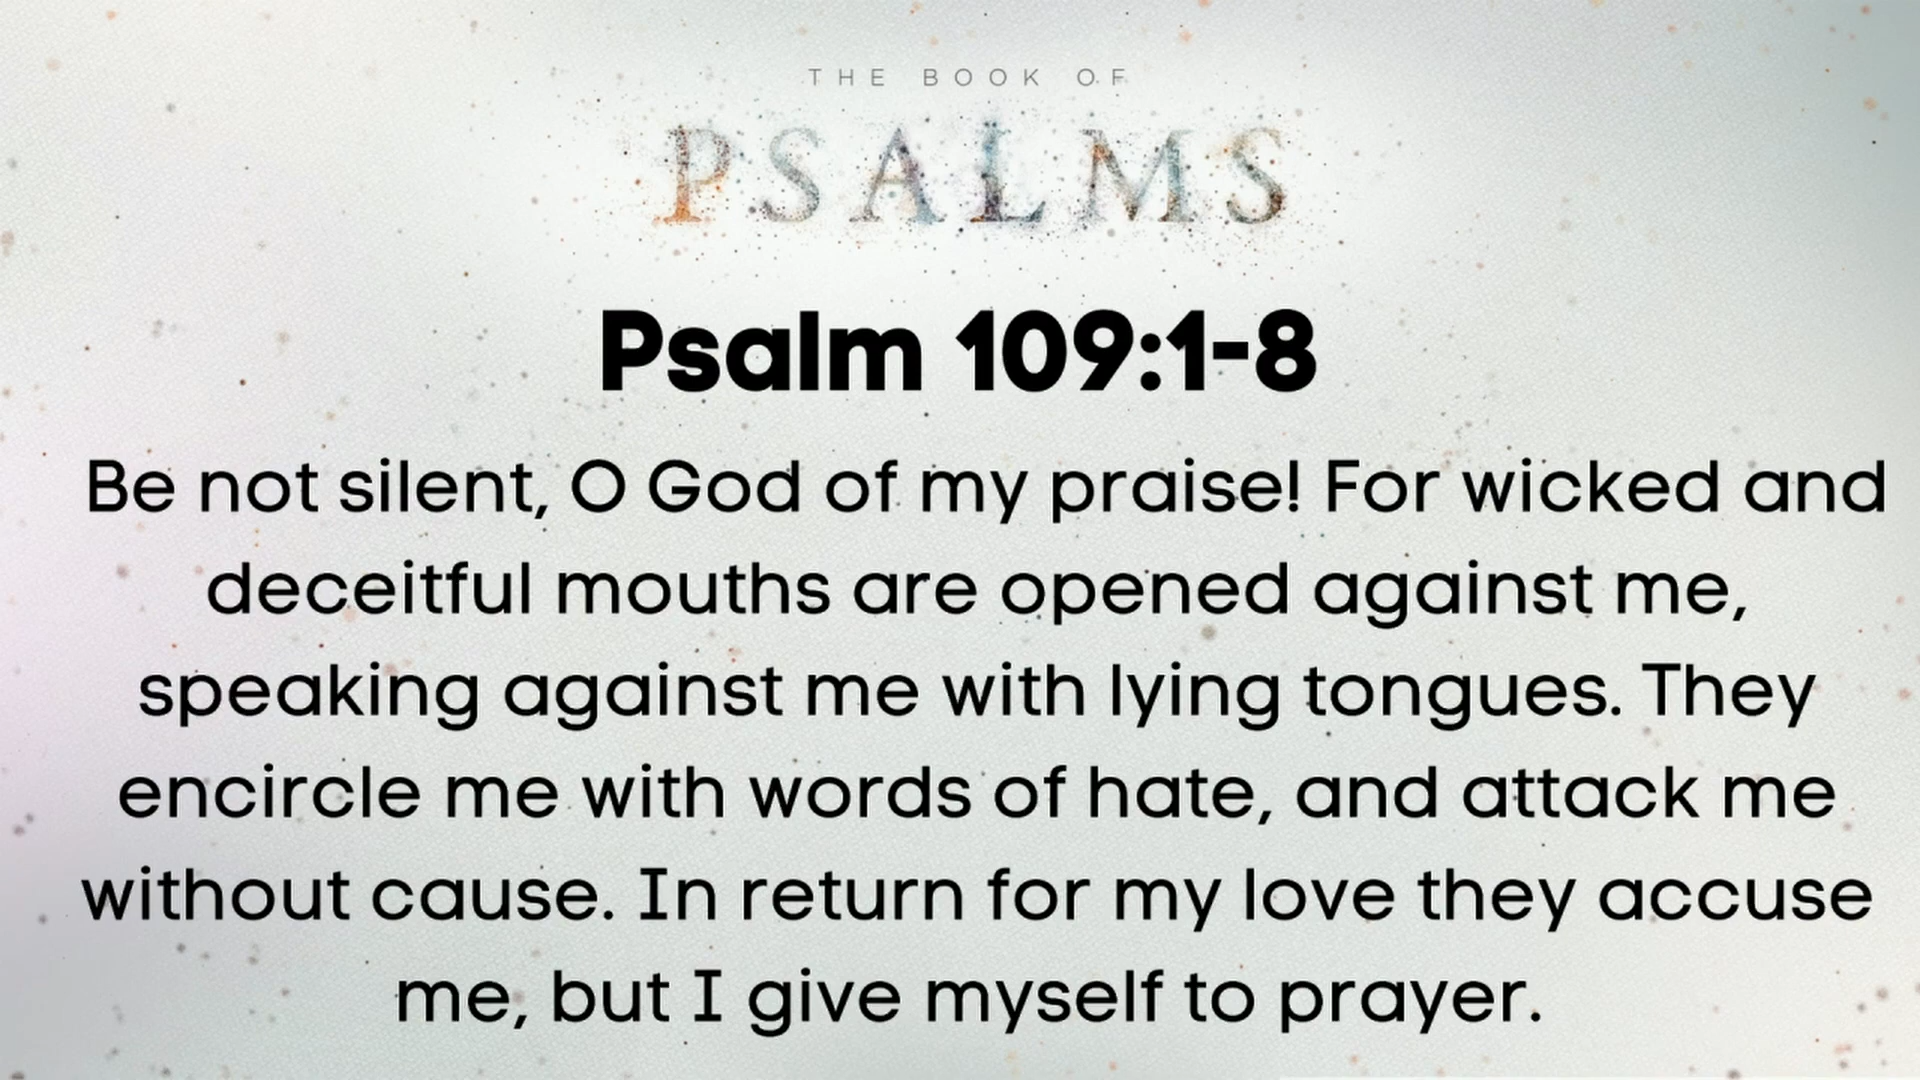 THE BOOK OF
PSALMS
Psalm 109:1-8
Be not silent, O God of my praise! For wicked and
deceitful mouths are opened against me,
speaking against me with lying tongues. They
encircle me with words of hate, and attack me
without cause. In return for my love they accuse
me, but I give myself to prayer.